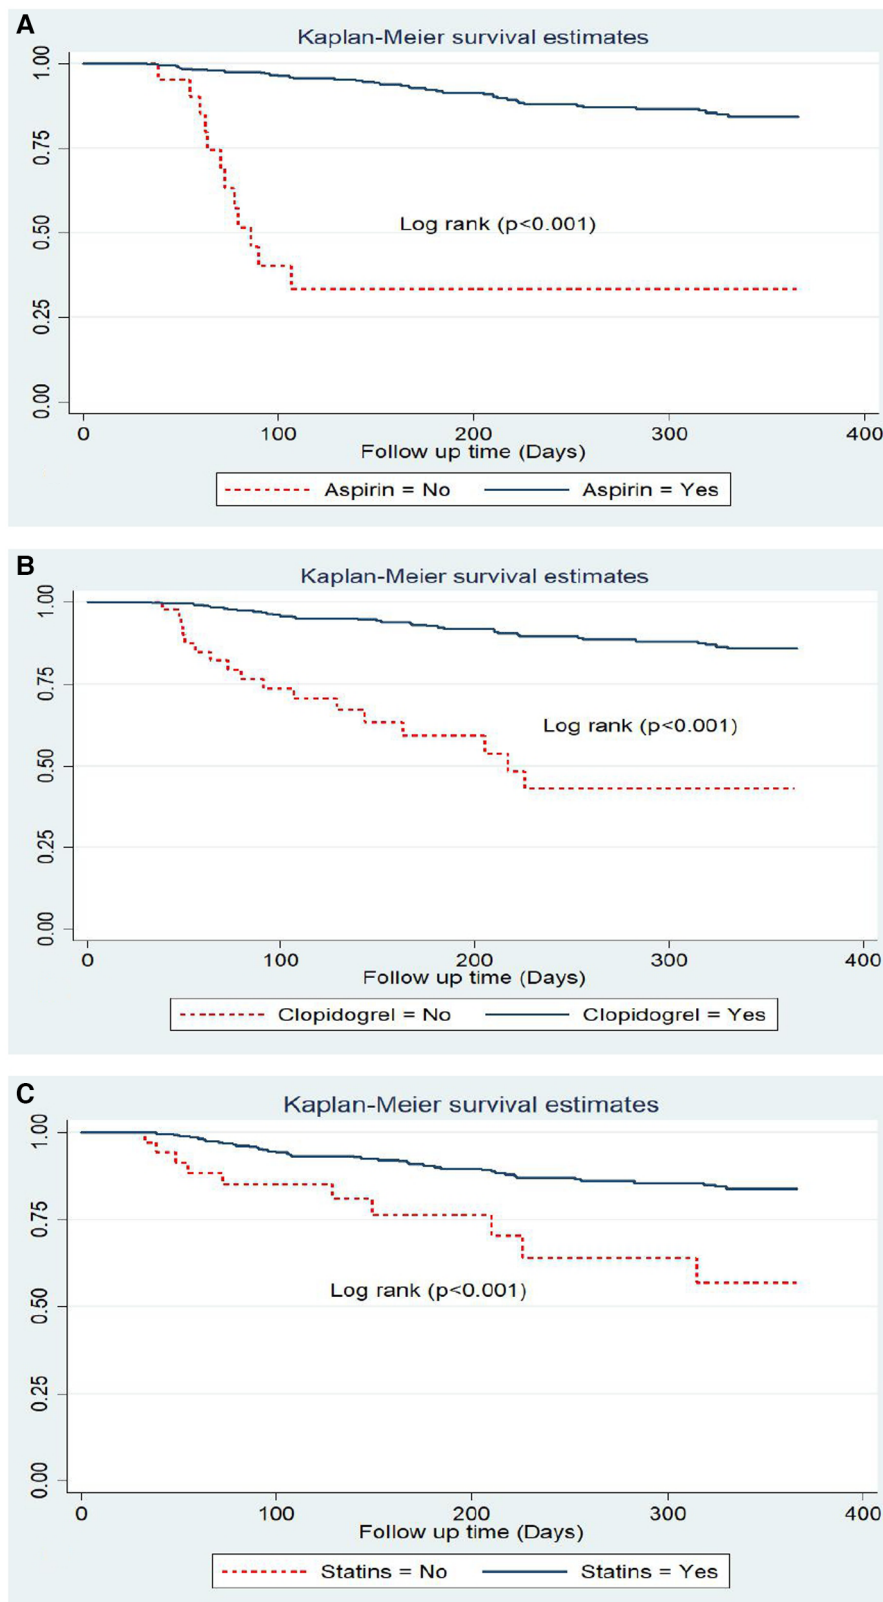 A
Kaplan-Meier survival estimates
1.00
0.75
0.50
0.25
0.00
Log rank (p<0.001)
0 100 200 300 400
Follow up time (Days)
Aspirin = No Aspirin = Yes
B
Kaplan-Meier survival estimates
1.00
0.75
0.50
0.25
0.00
Log rank (p<0.001)
0 100 200 300 400
Follow up time (Days)
Clopidogrel = No Clopidogrel = Yes
C
Kaplan-Meier survival estimates
1.00
0.75
0.50
0.25
0.00
Log rank (p<0.001)
0 100 200 300 400
Follow up time (Days)
Statins = No Statins = Yes